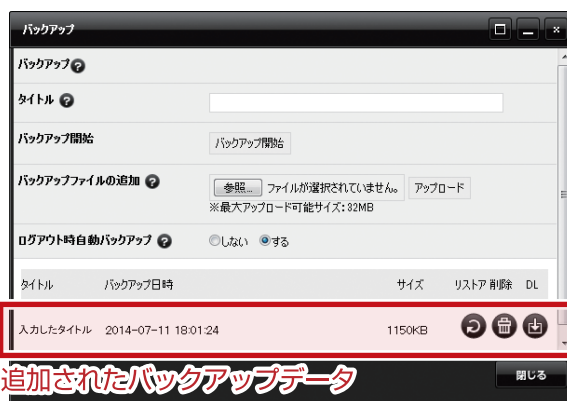 バックアップ
バックアップ
タイトル
バックアップ開始 バックアップ開始
バックアップファイルの追加 参照... ファイルが選択されていません。 アップロード
※最大アップロード可能サイズ:32MB
ログアウト時自動バックアップ しない する
タイトル バックアップ日時 サイズ リストア 削除 DL
入力したタイトル 2014-07-11 18:01:24 1150KB
追加されたバックアップデータ
閉じる